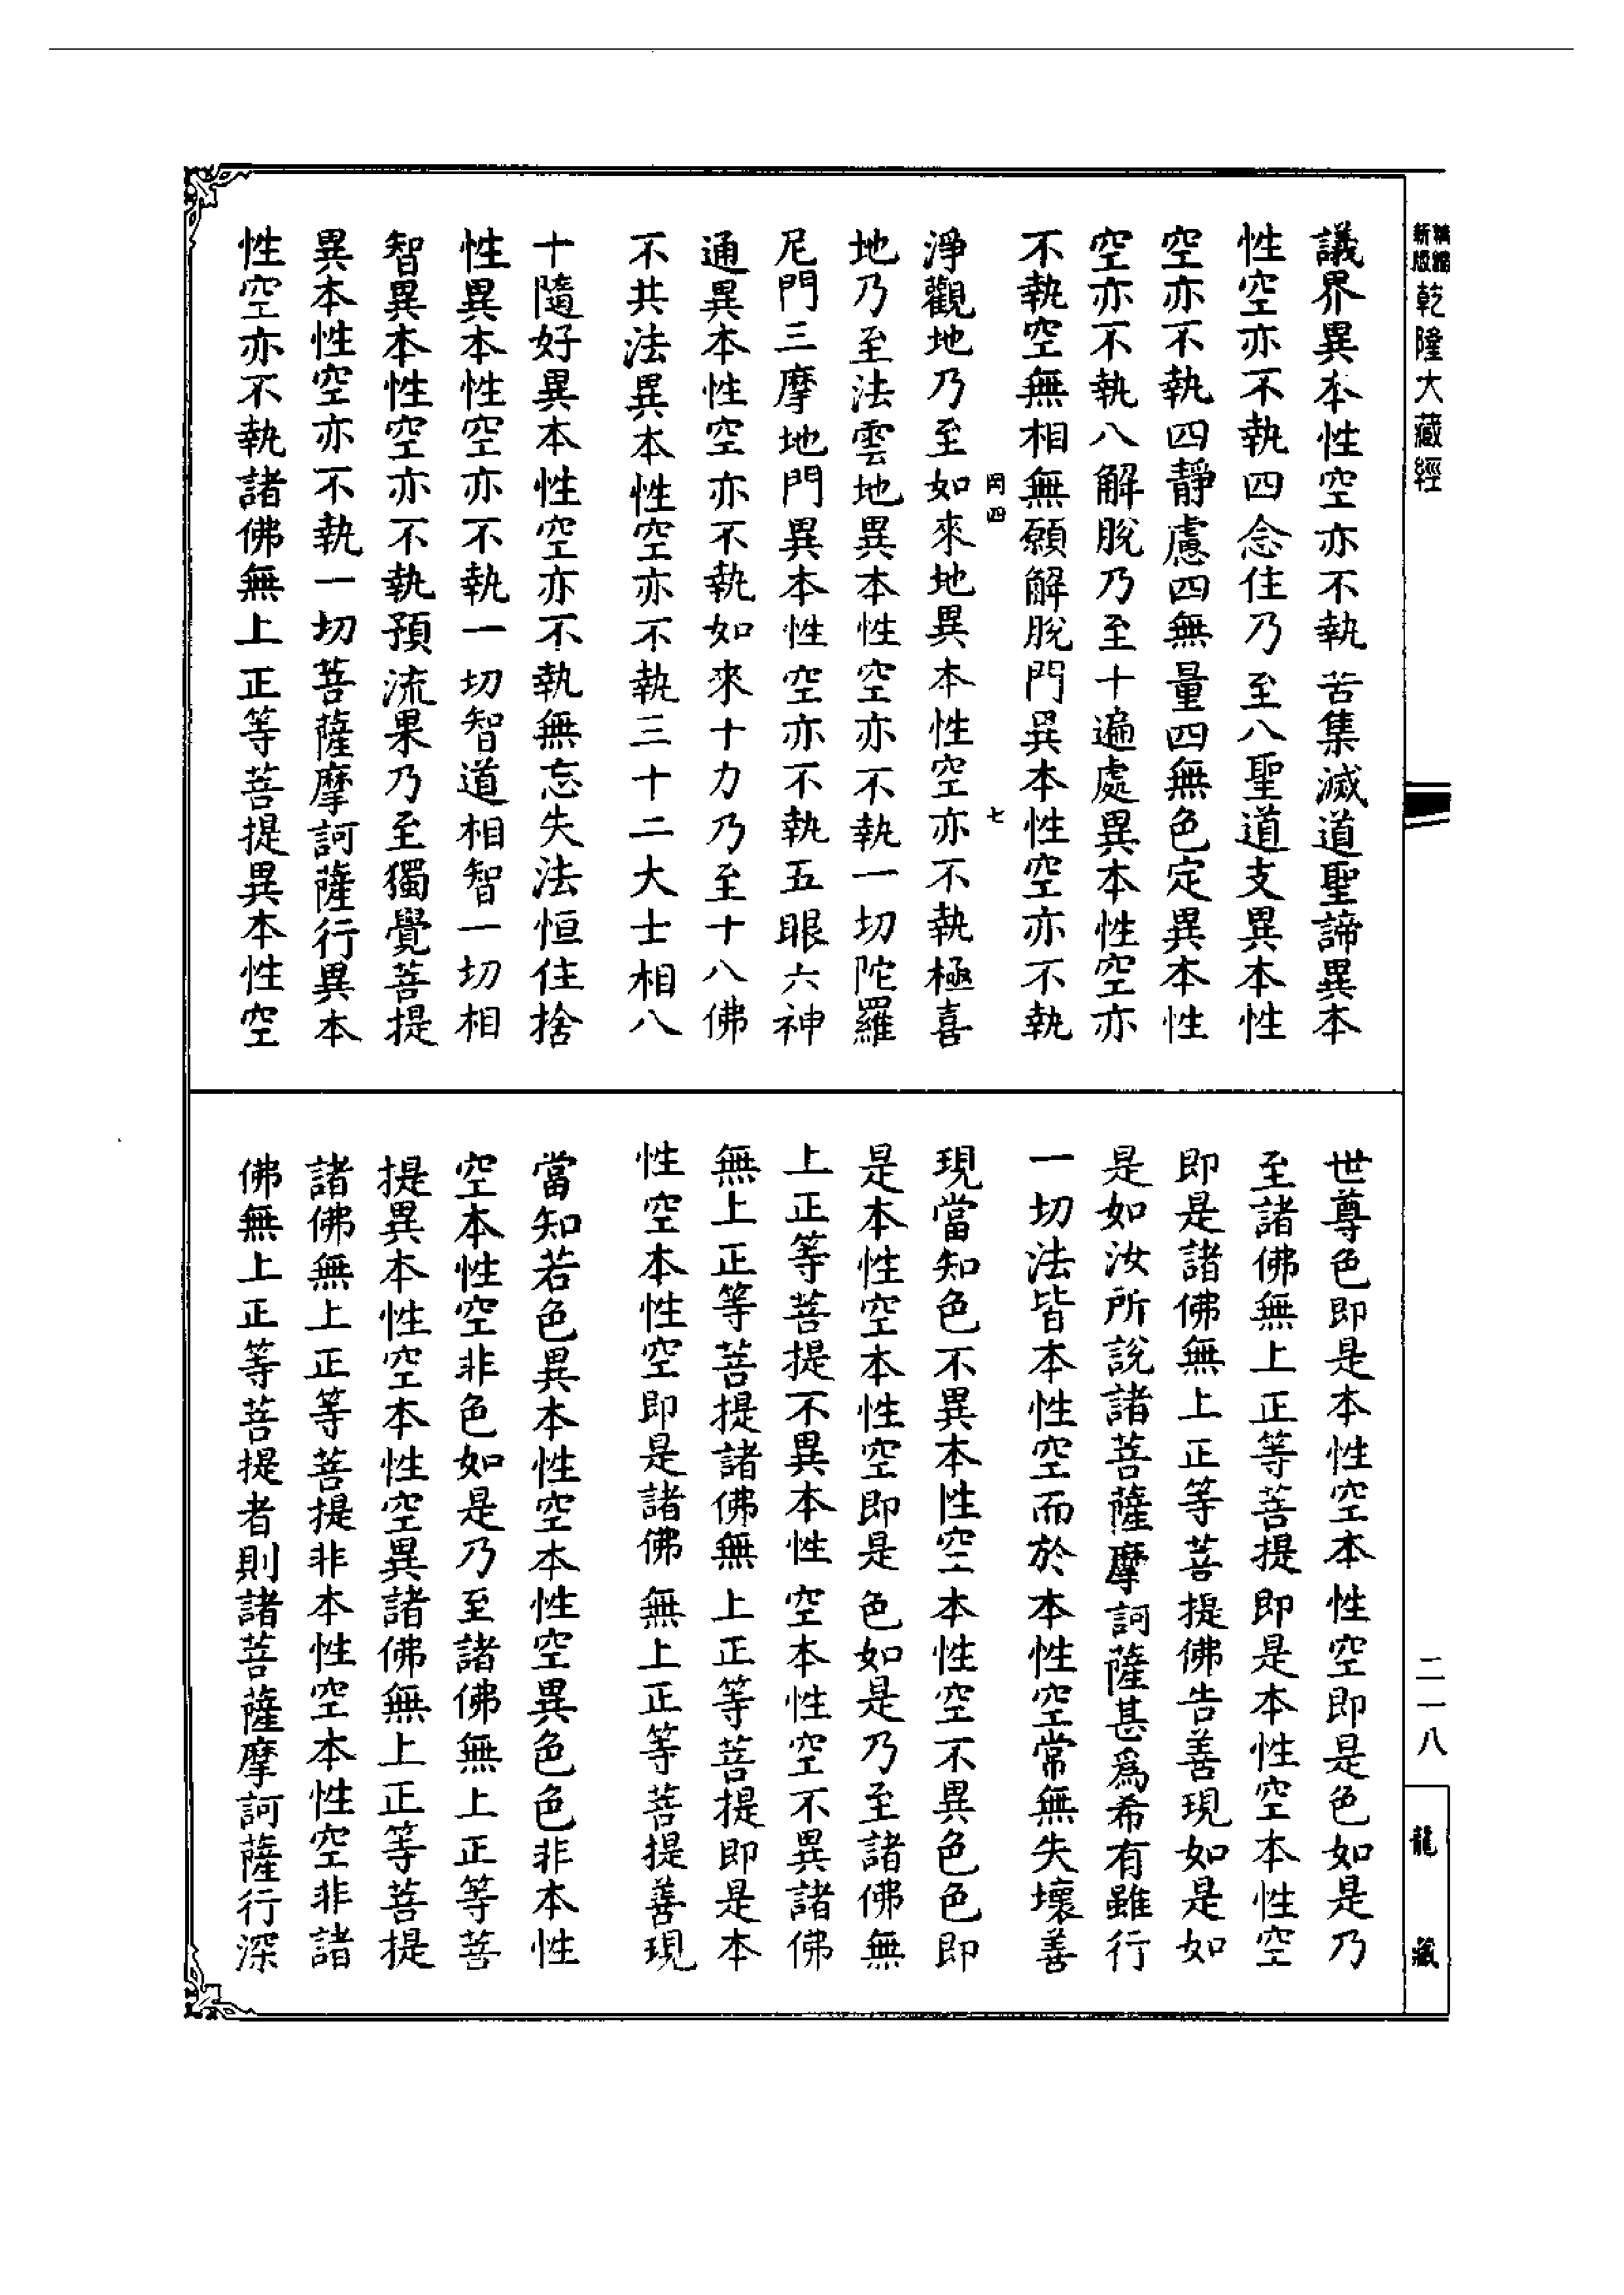 精縮新版乾隆大藏經
議界異本性空亦不執苦集滅道聖諦異本
性空亦不執四念住乃至八聖道支異本性
空亦不執四靜慮四無量四無色定異本性
空亦不執八解脫乃至十遍處異本性空亦
不執空無相無願解脫門異本性空亦不執
岡四 七
淨觀地乃至如來地異本性空亦不執極喜
地乃至法雲地異本性空亦不執一切陀羅
尼門三摩地門異本性空亦不執五眼六神
通異本性空亦不執如來十力乃至十八佛
不共法異本性空亦不執三十二大士相八
十隨好異本性空亦不執無忘失法恒住捨
性異本性空亦不執一切智道相智一切相
智異本性空亦不執預流果乃至獨覺菩提
異本性空亦不執一切菩薩摩訶薩行異本
性空亦不執諸佛無上正等菩提異本性空
世尊色即是本性空本性空即是色如是乃
至諸佛無上正等菩提即是本性空本性空
即是諸佛無上正等菩提佛告善現如是如
是如汝所說諸菩薩摩訶薩甚爲希有雖行
一切法皆本性空而於本性空常無失壞善
現當知色不異本性空本性空不異色色即
是本性空本性空即是色如是乃至諸佛無
上正等菩提不異本性空本性空不異諸佛
無上正等菩提諸佛無上正等菩提即是本
性空本性空即是諸佛無上正等菩提善現
當知若色異本性空本性空異色色非本性
空本性空非色如是乃至諸佛無上正等菩
提異本性空本性空異諸佛無上正等菩提
諸佛無上正等菩提非本性空本性空非諸
佛無上正等菩提者則諸菩薩摩訶薩行深
二一八
龍藏